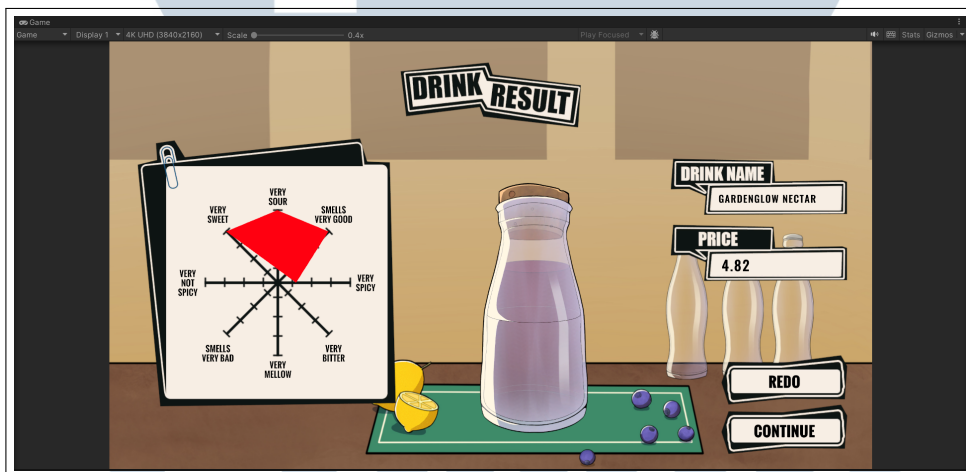 Game
Game Display 1 4K UHD (3840x2160) Scale 0.4x Play Focused Stats Gizmos
DRINK RESULT
VERY SOUR
VERY SWEET
SMELLS VERY GOOD
VERY NOT SPICY
VERY SPICY
SMELLS VERY BAD
VERY BITTER
VERY MELLOW
DRINK NAME
GARDENGLOW NECTAR
PRICE
4.82
REDO
CONTINUE